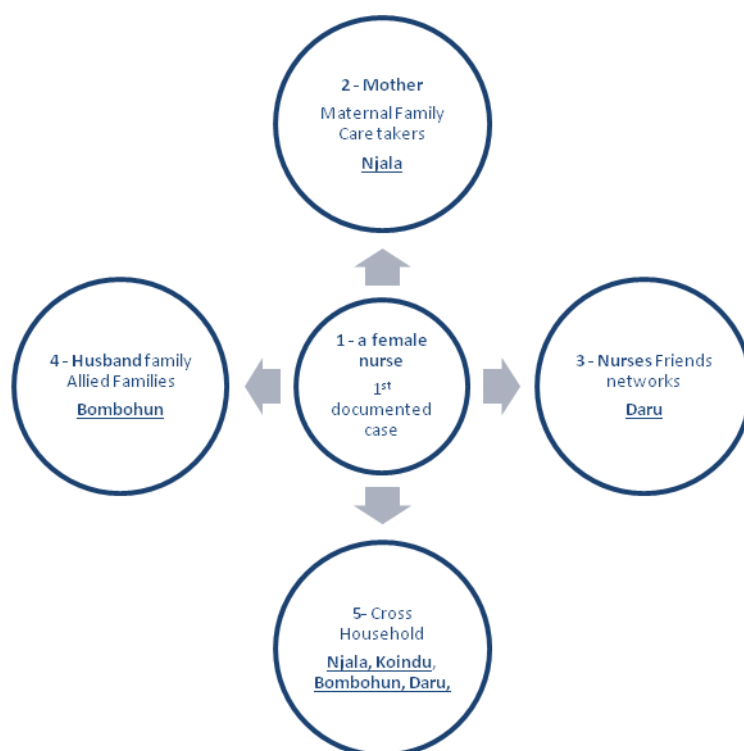 2 - Mother
Maternal Family
Care takers
Njala
1 - a female
nurse
1st
documented
case
4 - Husband family
Allied Families
Bombohun
3 - Nurses Friends
networks
Daru
5- Cross
Household
Njala, Koindu,
Bombohun, Daru,